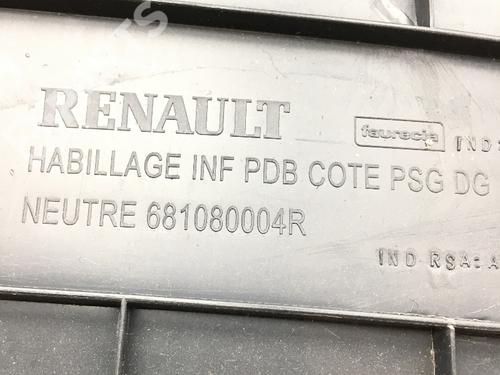 RENAULT
faurecia
HABILLAGE INF PDB COTE PSG DG
NEUTRE 681080004R
IND RSA: A